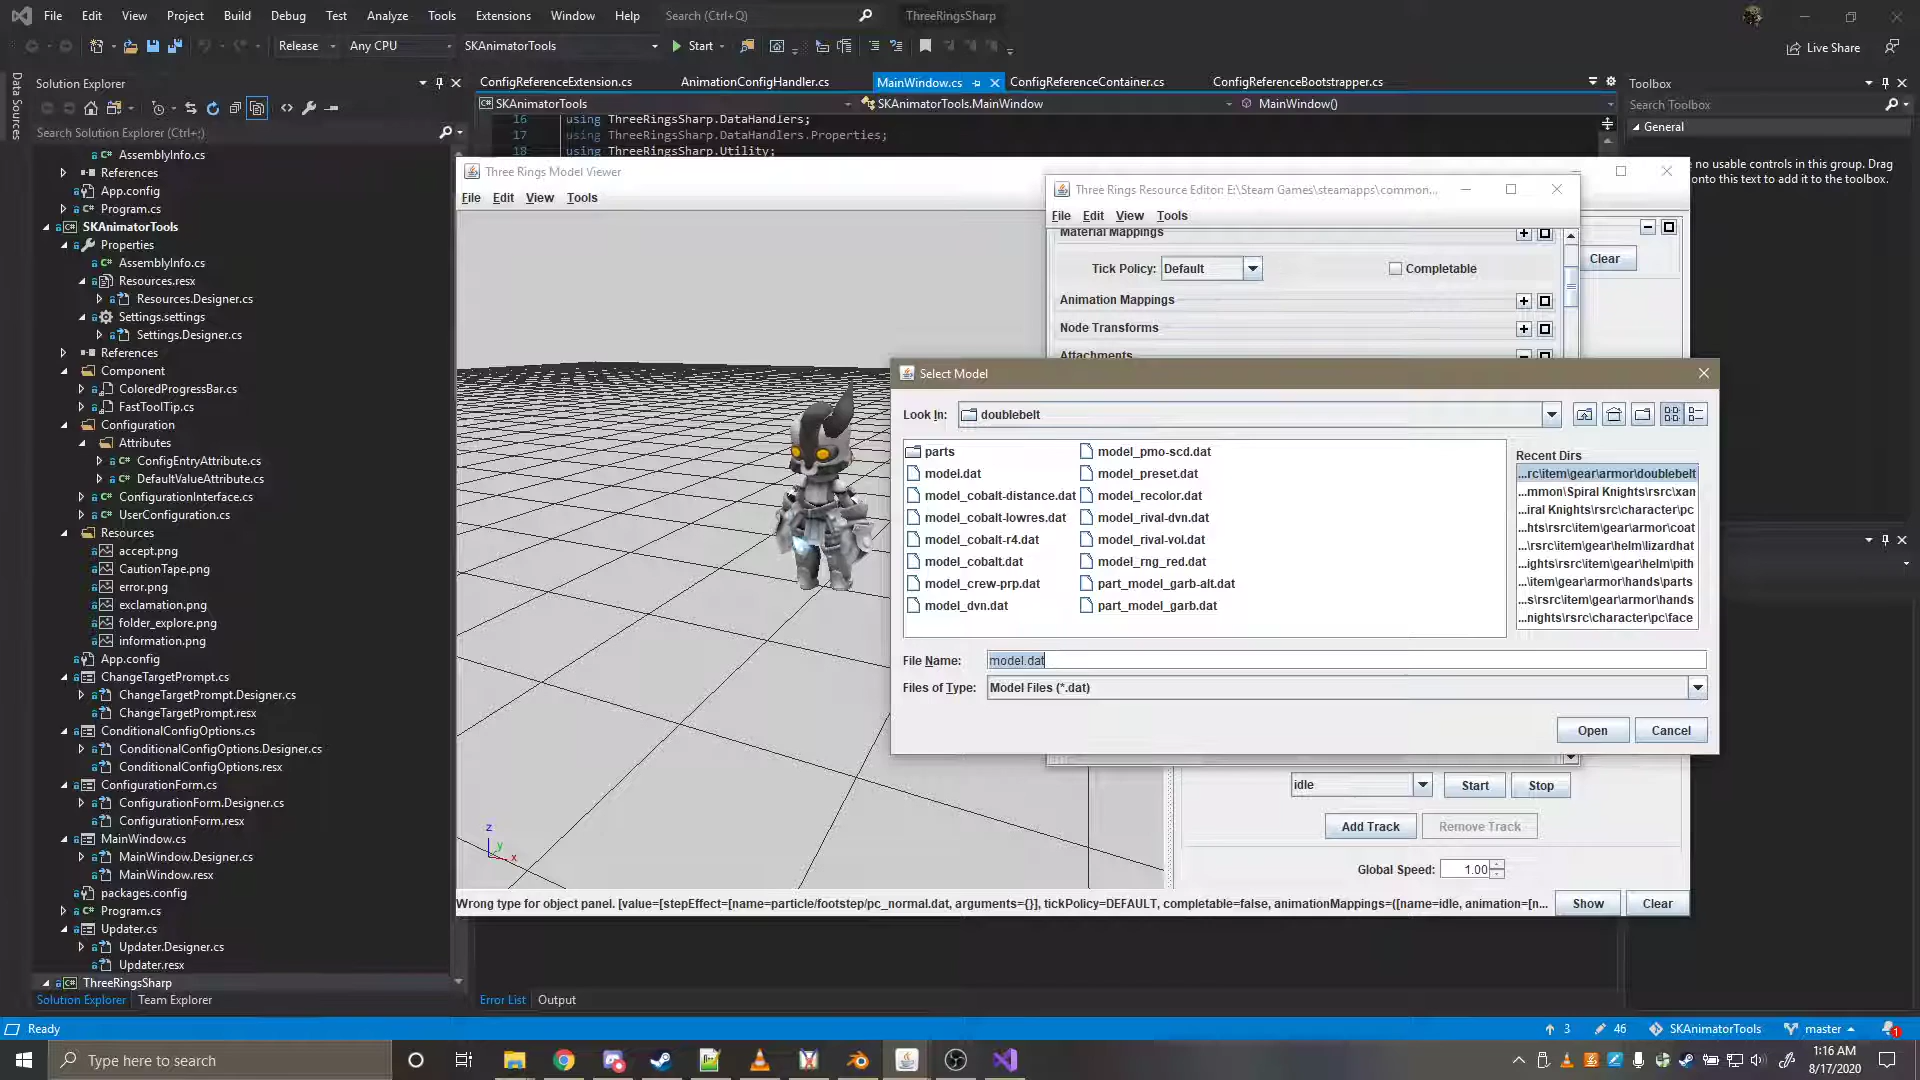 File Edit View Project Build Debug Test Analyze Tools Extensions Window Help Search (Ctrl+Q) ThreeRingsSharp
Release Any CPU SKAnimatorTools Start Live Share
Data Sources
Solution Explorer
Search Solution Explorer (Ctrl+;)
AssemblyInfo.cs
References
App.config
Program.cs
SKAnimatorTools
Properties
AssemblyInfo.cs
Resources.resx
Resources.Designer.cs
Settings.settings
Settings.Designer.cs
References
Component
ColoredProgressBar.cs
FastToolTip.cs
Configuration
Attributes
ConfigEntryAttribute.cs
DefaultValueAttribute.cs
ConfigurationInterface.cs
UserConfiguration.cs
Resources
accept.png
CautionTape.png
error.png
exclamation.png
folder_explore.png
information.png
App.config
ChangeTargetPrompt.cs
ChangeTargetPrompt.Designer.cs
ChangeTargetPrompt.resx
ConditionalConfigOptions.cs
ConditionalConfigOptions.Designer.cs
ConditionalConfigOptions.resx
ConfigurationForm.cs
ConfigurationForm.Designer.cs
ConfigurationForm.resx
MainWindow.cs
MainWindow.Designer.cs
MainWindow.resx
packages.config
Program.cs
Updater.cs
Updater.Designer.cs
Updater.resx
ThreeRingsSharp
Solution Explorer Team Explorer
ConfigReferenceExtension.cs AnimationConfigHandler.cs MainWindow.cs ConfigReferenceContainer.cs ConfigReferenceBootstrapper.cs
SKAnimatorTools SKAnimatorTools.MainWindow MainWindow()
16 using ThreeRingsSharp.DataHandlers;
17 using ThreeRingsSharp.DataHandlers.Properties;
18 using ThreeRingsSharp.Utility;
Toolbox
Search Toolbox
General
no usable controls in this group. Drag
onto this text to add it to the toolbox.
Three Rings Model Viewer
File Edit View Tools
Clear
z
y
x
Three Rings Resource Editor E:\Steam Games\steamapps\common...
File Edit View Tools
Material Mappings
Tick Policy: Default Completable
Animation Mappings
Node Transforms
Attachments
Select Model
Look In: doublebelt
parts
model.dat
model_cobalt-distance.dat
model_cobalt-lowres.dat
model_cobalt-r4.dat
model_cobalt.dat
model_crew-prp.dat
model_dvn.dat
model_pmo-scd.dat
model_preset.dat
model_recolor.dat
model_rival-dvn.dat
model_rival-vol.dat
model_rng_red.dat
part_model_garb-alt.dat
part_model_garb.dat
Recent Dirs
...rc\item\gear\armor\doublebelt
...mmon\Spiral Knights\rsrc\xan
...iral Knights\rsrc\character\pc
...hts\rsrc\item\gear\armor\coat
...\rsrc\item\gear\helm\lizardhat
...ights\rsrc\item\gear\helm\pith
...\item\gear\armor\hands\parts
...s\rsrc\item\gear\armor\hands
...nights\rsrc\character\pc\face
File Name: model.dat
Files of Type: Model Files (*.dat)
Open Cancel
idle Start Stop
Add Track Remove Track
Global Speed: 1.00
Wrong type for object panel. [value=[stepEffect=[name=particle/footstep/pc_normal.dat, arguments={}], tickPolicy=DEFAULT, completable=false, animationMappings=([name=idle, animation=[n... Show Clear
Error List Output
Ready 3 46 SKAnimatorTools master 1
Type here to search
1:16 AM
8/17/2020